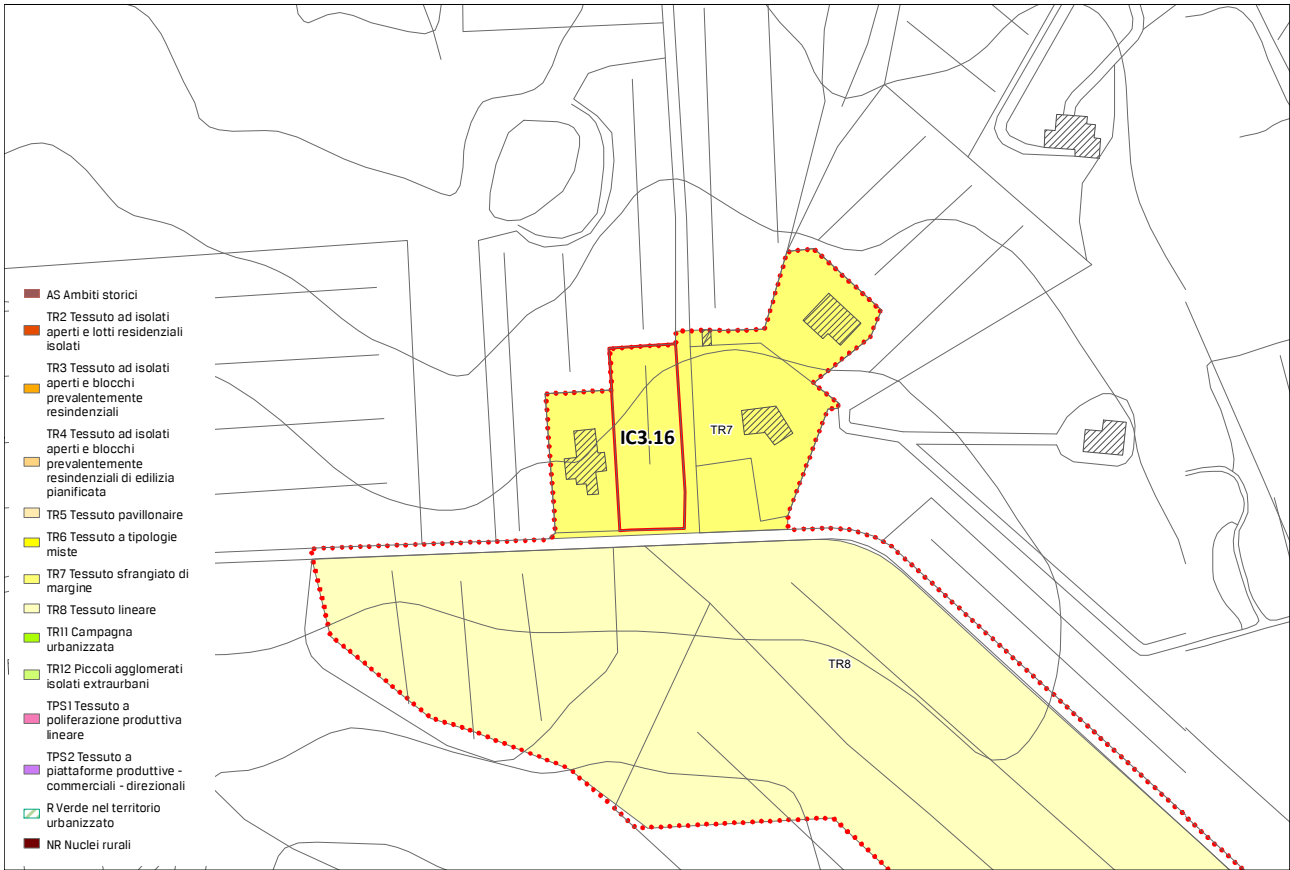 AS Ambiti storici
TR2 Tessuto ad isolati
aperti e lotti residenziali
isolati
TR3 Tessuto ad isolati
aperti e blocchi
prevalentemente
resindenziali
TR4 Tessuto ad isolati
aperti e blocchi
prevalentemente
resindenziali di edilizia
pianificata
TR5 Tessuto pavillonaire
TR6 Tessuto a tipologie
miste
TR7 Tessuto sfrangiato di
margine
TR8 Tessuto lineare
TR11 Campagna
urbanizzata
TR12 Piccoli agglomerati
isolati extraurbani
TPS1 Tessuto a
poliferazione produttiva
lineare
TPS2 Tessuto a
piattaforme produttive -
commerciali - direzionali
R Verde nel territorio
urbanizzato
NR Nuclei rurali
IC3.16
TR7
TR8